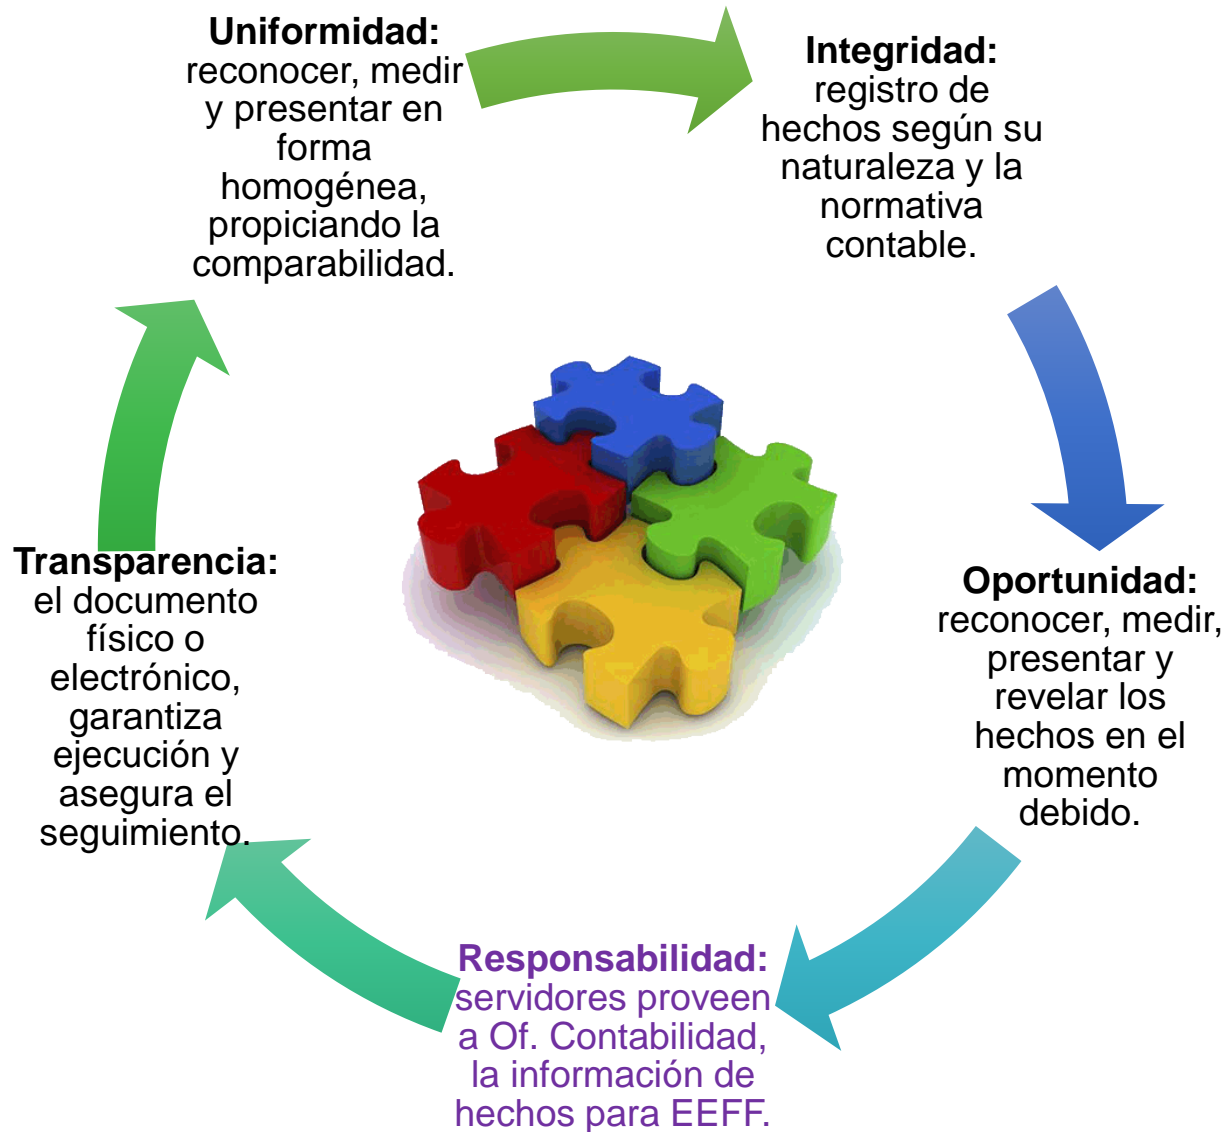 Uniformidad:
reconocer, medir
y presentar en
forma
homogénea,
propiciando la
comparabilidad.
Integridad:
registro de
hechos según su
naturaleza y la
normativa
contable.
Oportunidad:
reconocer, medir,
presentar y
revelar los
hechos en el
momento
debido.
Responsabilidad:
servidores proveen
a Of. Contabilidad,
la información de
hechos para EEFF.
Transparencia:
el documento
físico o
electrónico,
garantiza
ejecución y
asegura el
seguimiento.